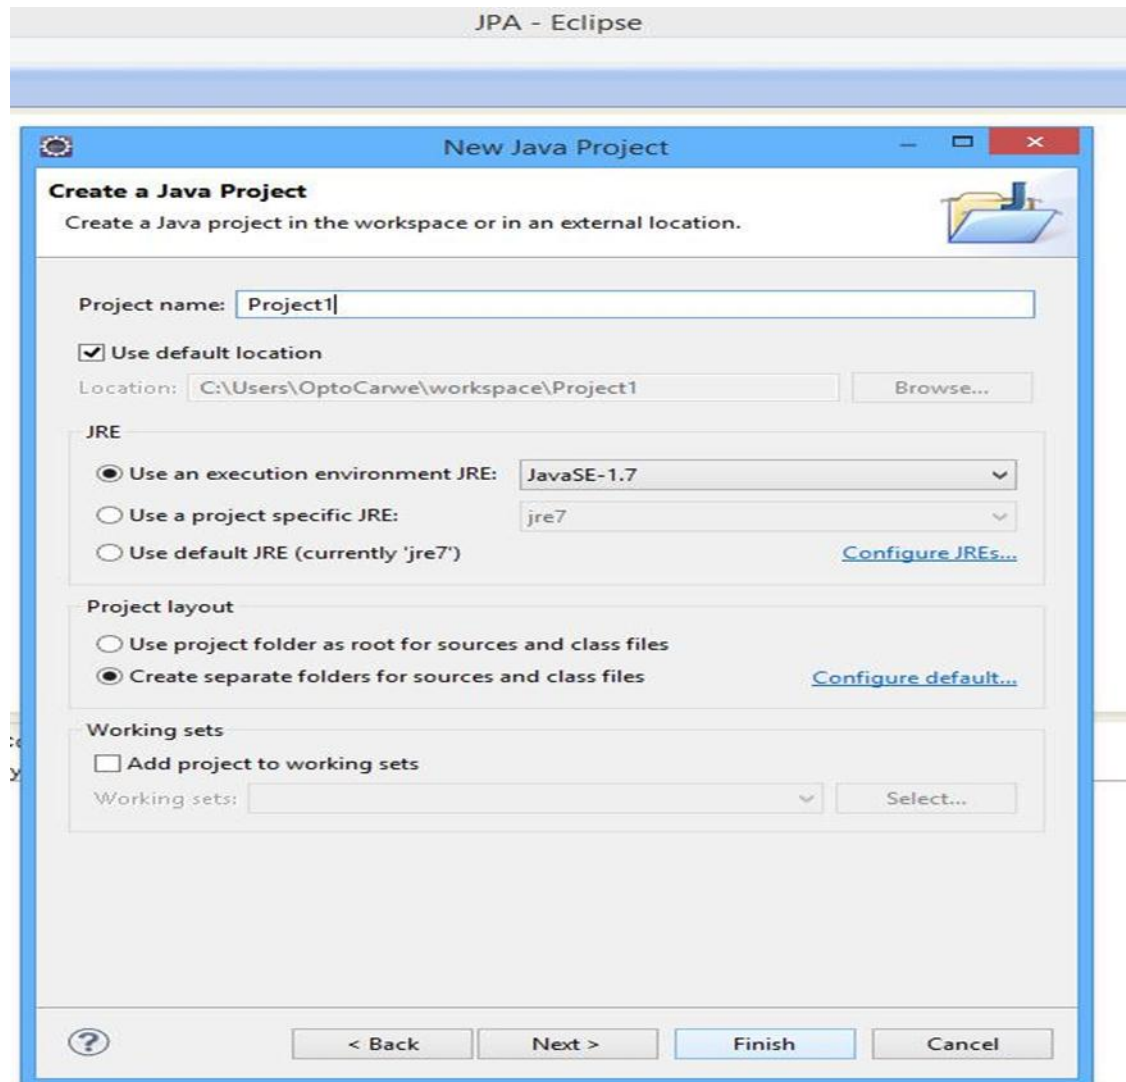 JPA - Eclipse
New Java Project
Create a Java Project
Create a Java project in the workspace or in an external location.
Project name: Project1
Use default location
Location: C:\Users\OptoCarwe\workspace\Project1 Browse...
JRE
Use an execution environment JRE: JavaSE-1.7
Use a project specific JRE: jre7
Use default JRE (currently 'jre7') Configure JREs...
Project layout
Use project folder as root for sources and class files
Create separate folders for sources and class files Configure default...
Working sets
Add project to working sets
Working sets: Select...
? < Back Next > Finish Cancel